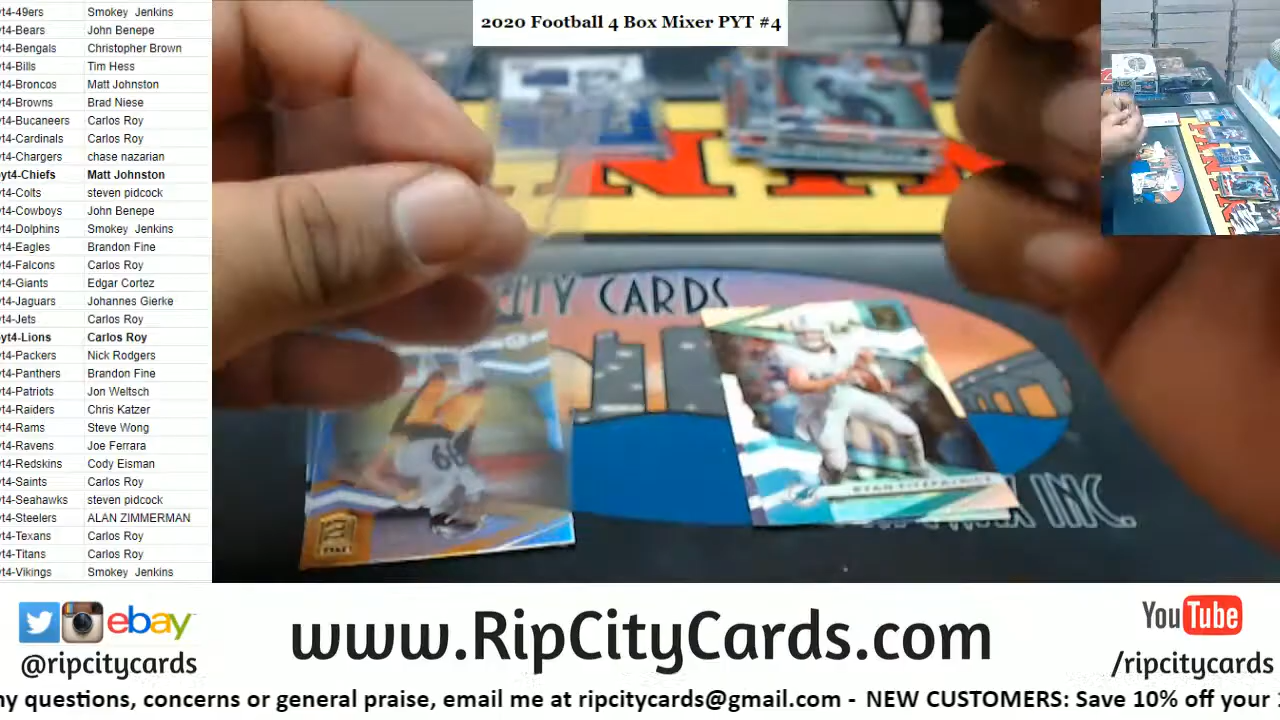 2020 Football 4 Box Mixer PYT #4
yt4-49ers Smokey Jenkins
yt4-Bears John Benepe
yt4-Bengals Christopher Brown
yt4-Bills Tim Hess
yt4-Broncos Matt Johnston
yt4-Browns Brad Niese
yt4-Bucaneers Carlos Roy
yt4-Cardinals Carlos Roy
yt4-Chargers chase nazarian
yt4-Chiefs Matt Johnston
yt4-Colts steven pidcock
yt4-Cowboys John Benepe
yt4-Dolphins Smokey Jenkins
yt4-Eagles Brandon Fine
yt4-Falcons Carlos Roy
yt4-Giants Edgar Cortez
yt4-Jaguars Johannes Gierke
yt4-Jets Carlos Roy
yt4-Lions Carlos Roy
yt4-Packers Nick Rodgers
yt4-Panthers Brandon Fine
yt4-Patriots Jon Weltsch
yt4-Raiders Chris Katzer
yt4-Rams Steve Wong
yt4-Ravens Joe Ferrara
yt4-Redskins Cody Eisman
yt4-Saints Carlos Roy
yt4-Seahawks steven pidcock
yt4-Steelers ALAN ZIMMERMAN
yt4-Texans Carlos Roy
yt4-Titans Carlos Roy
yt4-Vikings Smokey Jenkins
CITY CARDS
RYAN FITZPATRICK
INC.
ebay
@ripcitycards
www.RipCityCards.com
YouTube
/ripcitycards
ny questions, concerns or general praise, email me at ripcitycards@gmail.com - NEW CUSTOMERS: Save 10% off your